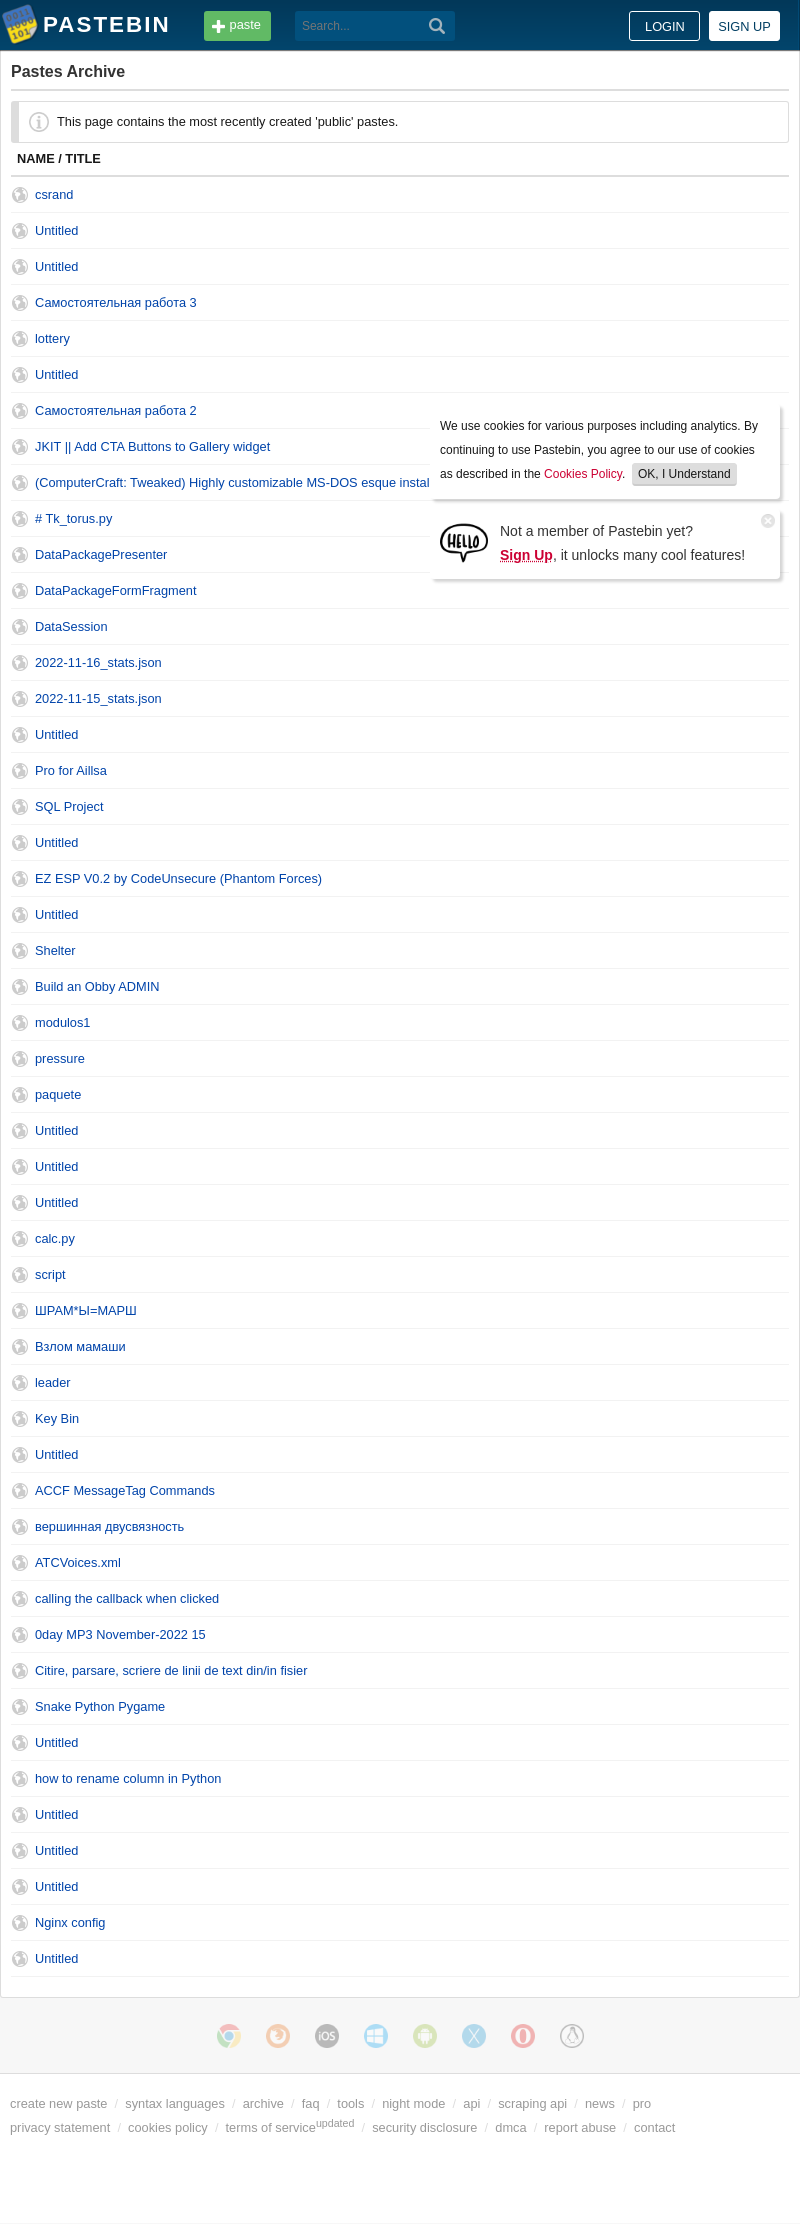 PASTEBIN
paste
Search...
LOGIN
SIGN UP
Pastes Archive
This page contains the most recently created 'public' pastes.
NAME / TITLE
csrand
Untitled
Untitled
Самостоятельная работа 3
lottery
Untitled
Самостоятельная работа 2
JKIT || Add CTA Buttons to Gallery widget
(ComputerCraft: Tweaked) Highly customizable MS-DOS esque
# Tk_torus.py
DataPackagePresenter
DataPackageFormFragment
DataSession
2022-11-16_stats.json
2022-11-15_stats.json
Untitled
Pro for Aillsa
SQL Project
Untitled
EZ ESP V0.2 by CodeUnsecure (Phantom Forces)
Untitled
Shelter
Build an Obby ADMIN
modulos1
pressure
paquete
Untitled
Untitled
Untitled
calc.py
script
ШРАМ*Ы=МАРШ
Взлом мамаши
leader
Key Bin
Untitled
ACCF MessageTag Commands
вершинная двусвязность
ATCVoices.xml
calling the callback when clicked
0day MP3 November-2022 15
Citire, parsare, scriere de linii de text din/in fisier
Snake Python Pygame
Untitled
how to rename column in Python
Untitled
Untitled
Untitled
Nginx config
Untitled
We use cookies for various purposes including analytics. By
continuing to use Pastebin, you agree to our use of cookies
as described in the Cookies Policy. OK, I Understand
HELLO
Not a member of Pastebin yet?
Sign Up, it unlocks many cool features!
iOS
create new paste / syntax languages / archive / faq / tools / night mode / api / scraping api / news / pro
privacy statement / cookies policy / terms of service updated / security disclosure / dmca / report abuse / contact